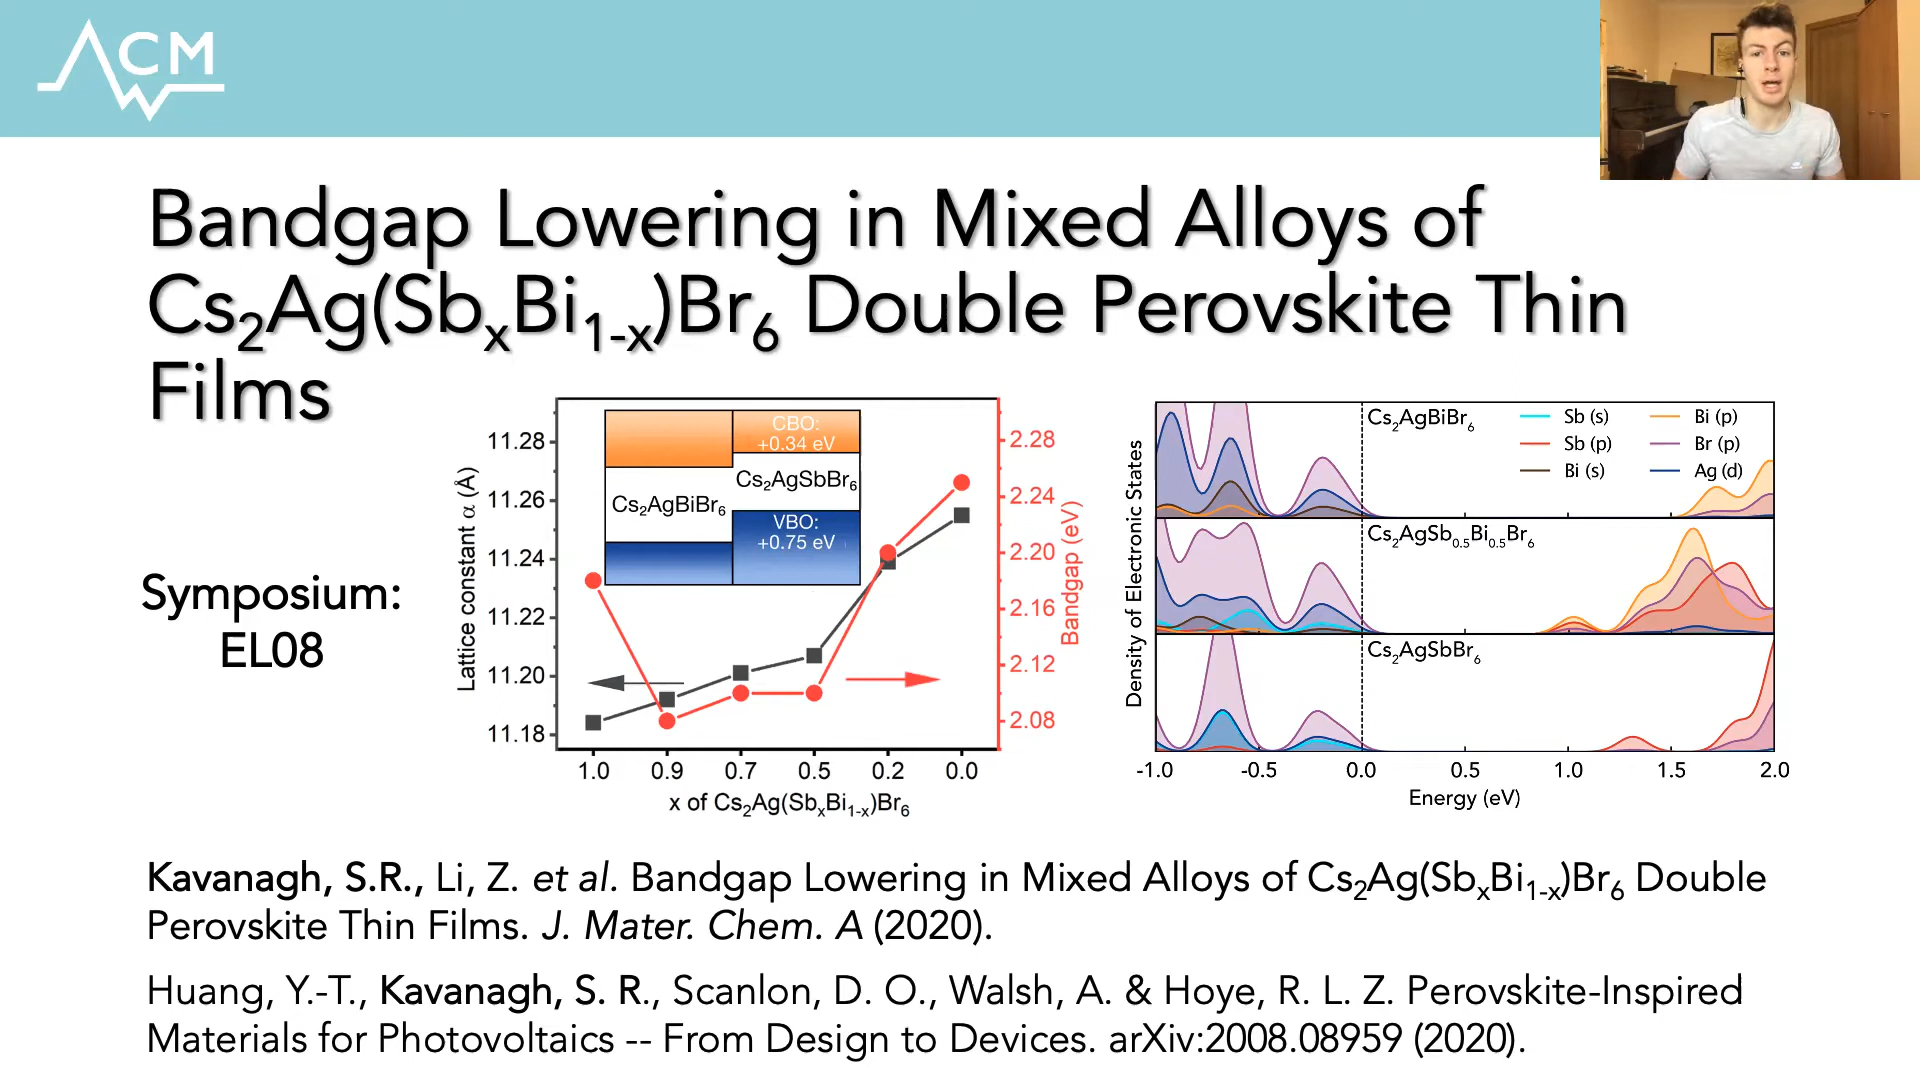 ACMW
Bandgap Lowering in Mixed Alloys of
Cs₂Ag(SbₓBi₁₋ₓ)Br₆ Double Perovskite Thin
Films
Symposium:
EL08
Lattice constant α (Å)
11.28
11.26
11.24
11.22
11.20
11.18
CBO:
+0.34 eV
Cs₂AgBiBr₆
Cs₂AgSbBr₆
VBO:
+0.75 eV
2.28
2.24
2.20
2.16
2.12
2.08
Bandgap (eV)
1.0 0.9 0.7 0.5 0.2 0.0
x of Cs₂Ag(SbₓBi₁₋ₓ)Br₆
Density of Electronic States
Cs₂AgBiBr₆
Sb (s)
Sb (p)
Bi (s)
Bi (p)
Br (p)
Ag (d)
Cs₂AgSb₀.₅Bi₀.₅Br₆
Cs₂AgSbBr₆
-1.0 -0.5 0.0 0.5 1.0 1.5 2.0
Energy (eV)
Kavanagh, S.R., Li, Z. et al. Bandgap Lowering in Mixed Alloys of Cs₂Ag(SbₓBi₁₋ₓ)Br₆ Double
Perovskite Thin Films. J. Mater. Chem. A (2020).
Huang, Y.-T., Kavanagh, S. R., Scanlon, D. O., Walsh, A. & Hoye, R. L. Z. Perovskite-Inspired
Materials for Photovoltaics -- From Design to Devices. arXiv:2008.08959 (2020).